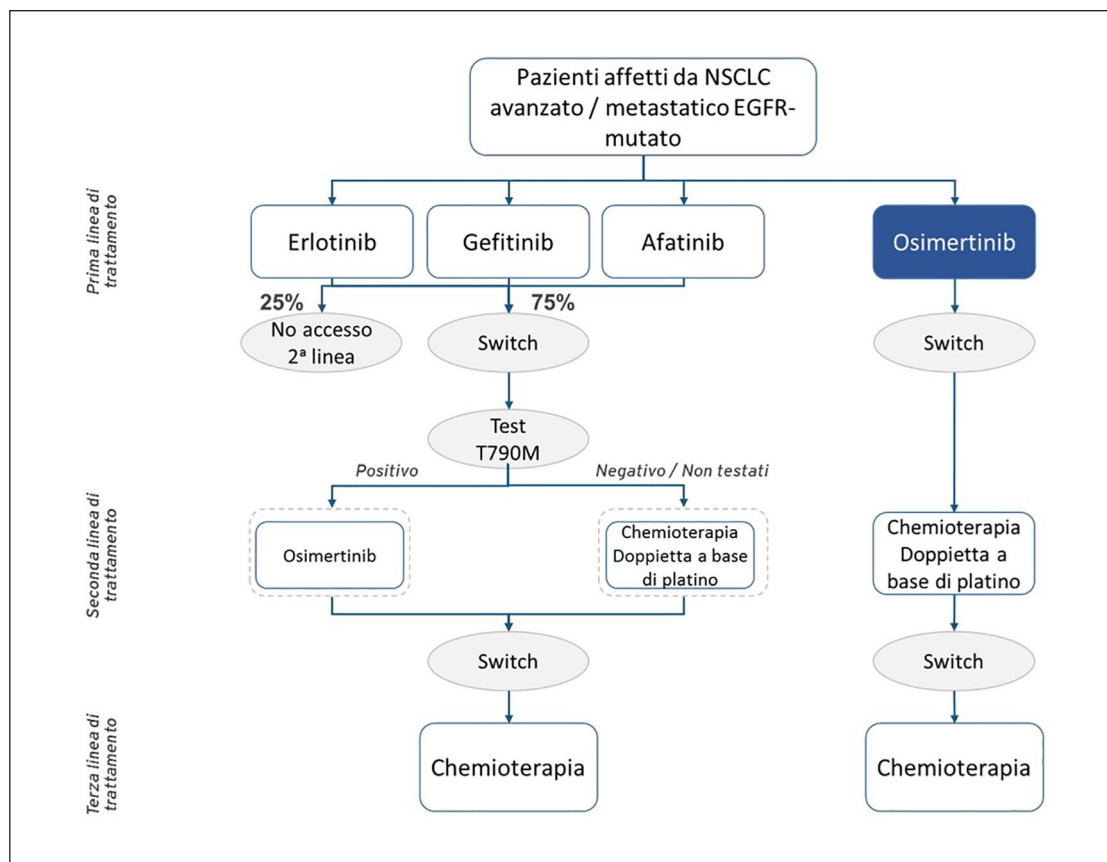 Pazienti affetti da NSCLC
avanzato / metastatico EGFR-
mutato
Prima linea di
trattamento
Erlotinib
Gefitinib
Afatinib
Osimertinib
25%
75%
No accesso
2ª linea
Switch
Switch
Test
T790M
Positivo
Negativo / Non testati
Seconda linea di
trattamento
Osimertinib
Chemioterapia
Doppietta a base
di platino
Chemioterapia
Doppietta a
base di platino
Switch
Switch
Terza linea di
trattamento
Chemioterapia
Chemioterapia